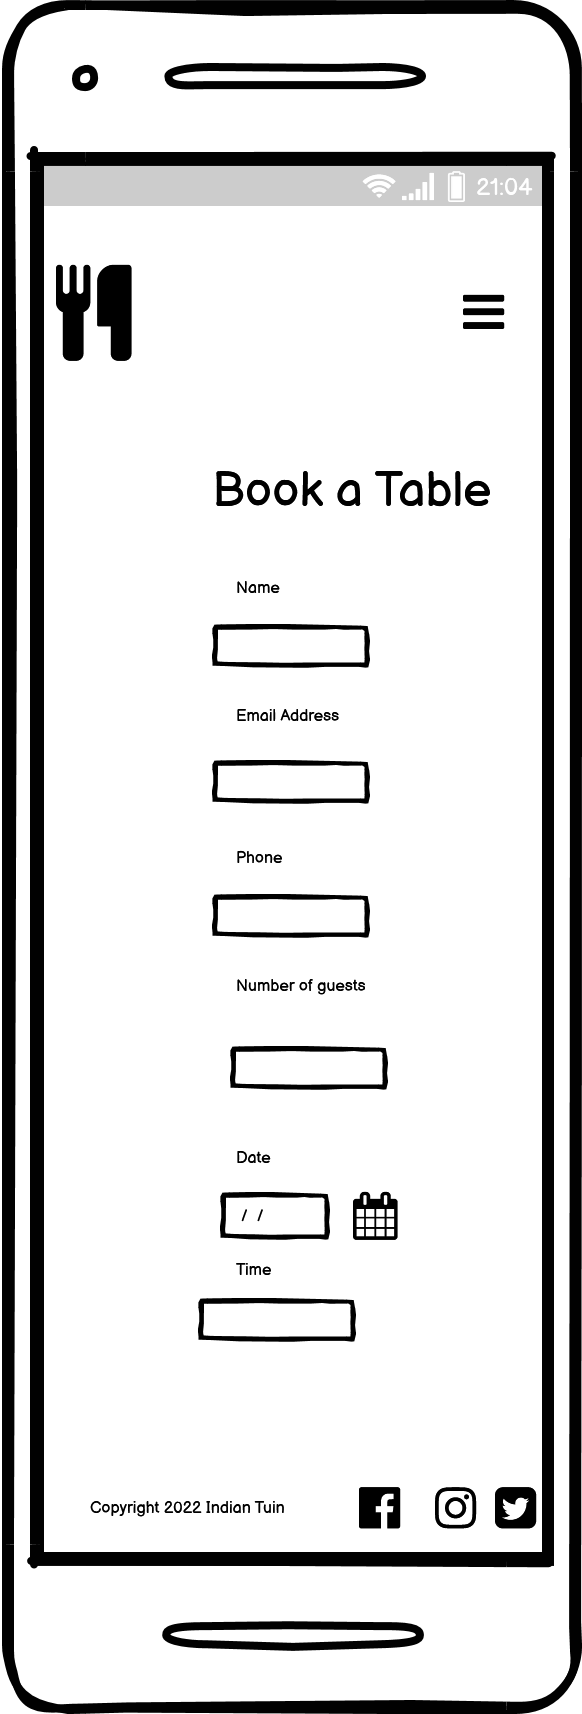 21:04
Book a Table
Name
Email Address
Phone
Number of guests
Date
/ /
Time
Copyright 2022 Indian Tuin